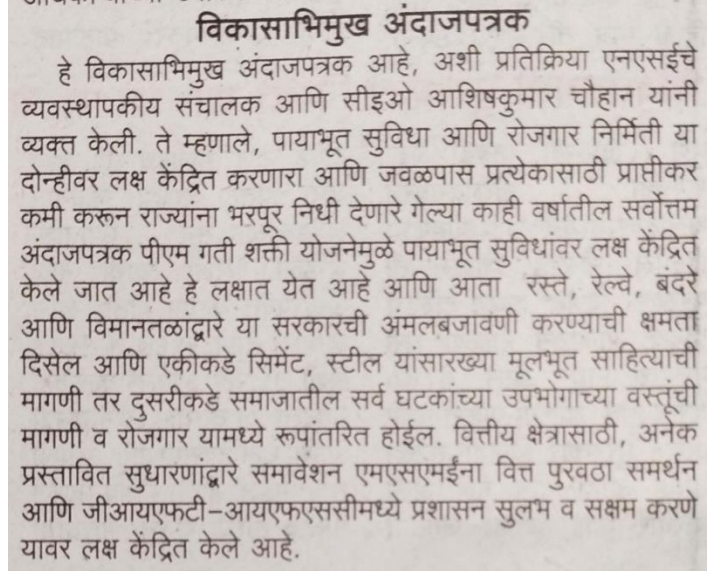 विकासाभिमुख अंदाजपत्रक
हे विकासाभिमुख अंदाजपत्रक आहे, अशी प्रतिक्रिया एनएसईचे
व्यवस्थापकीय संचालक आणि सीइओ आशिषकुमार चौहान यांनी
व्यक्त केली. ते म्हणाले, पायाभूत सुविधा आणि रोजगार निर्मिती या
दोन्हीवर लक्ष केंद्रित करणारा आणि जवळपास प्रत्येकासाठी प्राप्तीकर
कमी करून राज्यांना भरपूर निधी देणारे गेल्या काही वर्षातील सर्वोत्तम
अंदाजपत्रक पीएम गती शक्ती योजनेमुळे पायाभूत सुविधांवर लक्ष केंद्रित
केले जात आहे हे लक्षात येत आहे आणि आता रस्ते, रेल्वे, बंदरे
आणि विमानतळांद्वारे या सरकारची अंमलबजावणी करण्याची क्षमता
दिसेल आणि एकीकडे सिमेंट, स्टील यांसारख्या मूलभूत साहित्याची
मागणी तर दुसरीकडे समाजातील सर्व घटकांच्या उपभोगाच्या वस्तूंची
मागणी व रोजगार यामध्ये रूपांतरित होईल. वित्तीय क्षेत्रासाठी, अनेक
प्रस्तावित सुधारणांद्वारे समावेशन एमएसएमईंना वित्त पुरवठा समर्थन
आणि जीआयएफटी-आयएफएससीमध्ये प्रशासन सुलभ व सक्षम करणे
यावर लक्ष केंद्रित केले आहे.